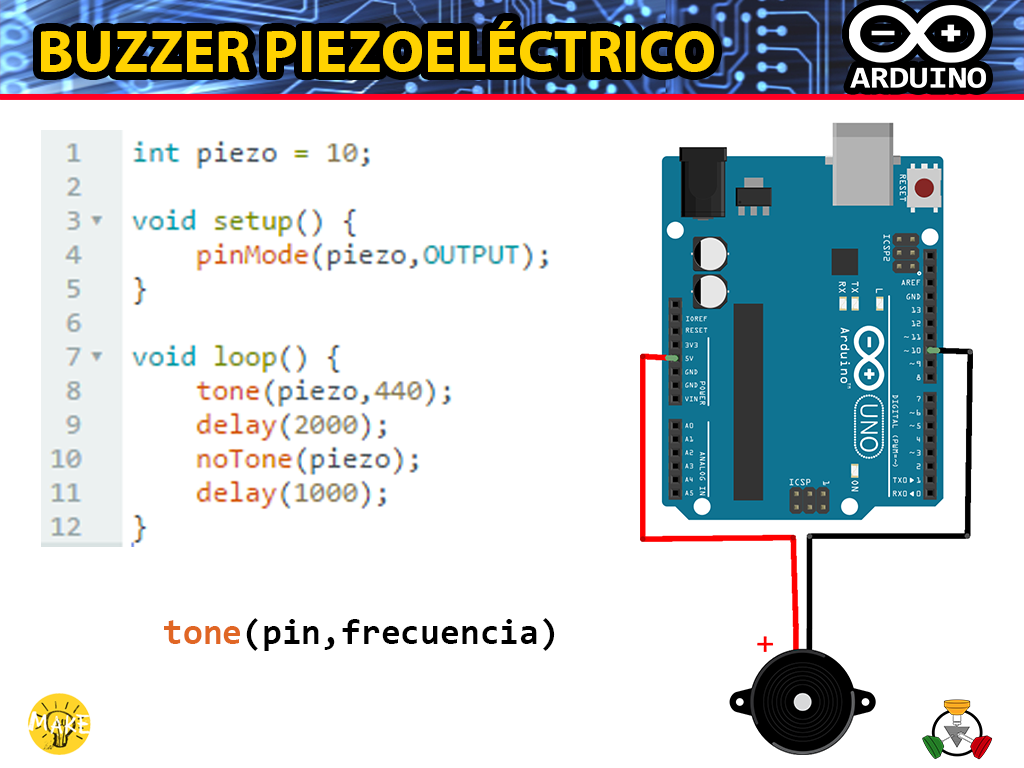 BUZZER PIEZOELÉCTRICO
ARDUINO
1 int piezo = 10;
2
3 void setup() {
4 pinMode(piezo,OUTPUT);
5 }
6
7 void loop() {
8 tone(piezo,440);
9 delay(2000);
10 noTone(piezo);
11 delay(1000);
12 }
tone(pin,frecuencia)
MAKE
RESET
ICSP2
AREF
GND
13
12
~11
~10
~9
8
L
TX
RX
IOREF
RESET
3V3
5V
GND
GND
VIN
POWER
Arduino™
UNO
DIGITAL (PWM=~)
7
~6
~5
4
~3
2
TX0▶1
RX0◀0
A0
A1
A2
A3
A4
A5
ANALOG IN
ICSP
1
ON
+